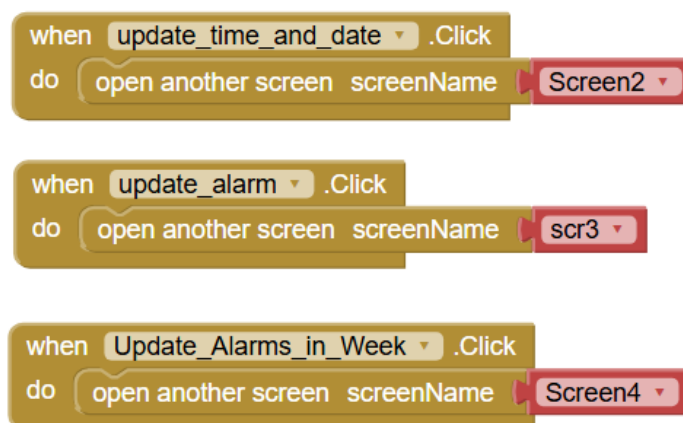 when update_time_and_date .Click
do open another screen screenName Screen2
when update_alarm .Click
do open another screen screenName scr3
when Update_Alarms_in_Week .Click
do open another screen screenName Screen4